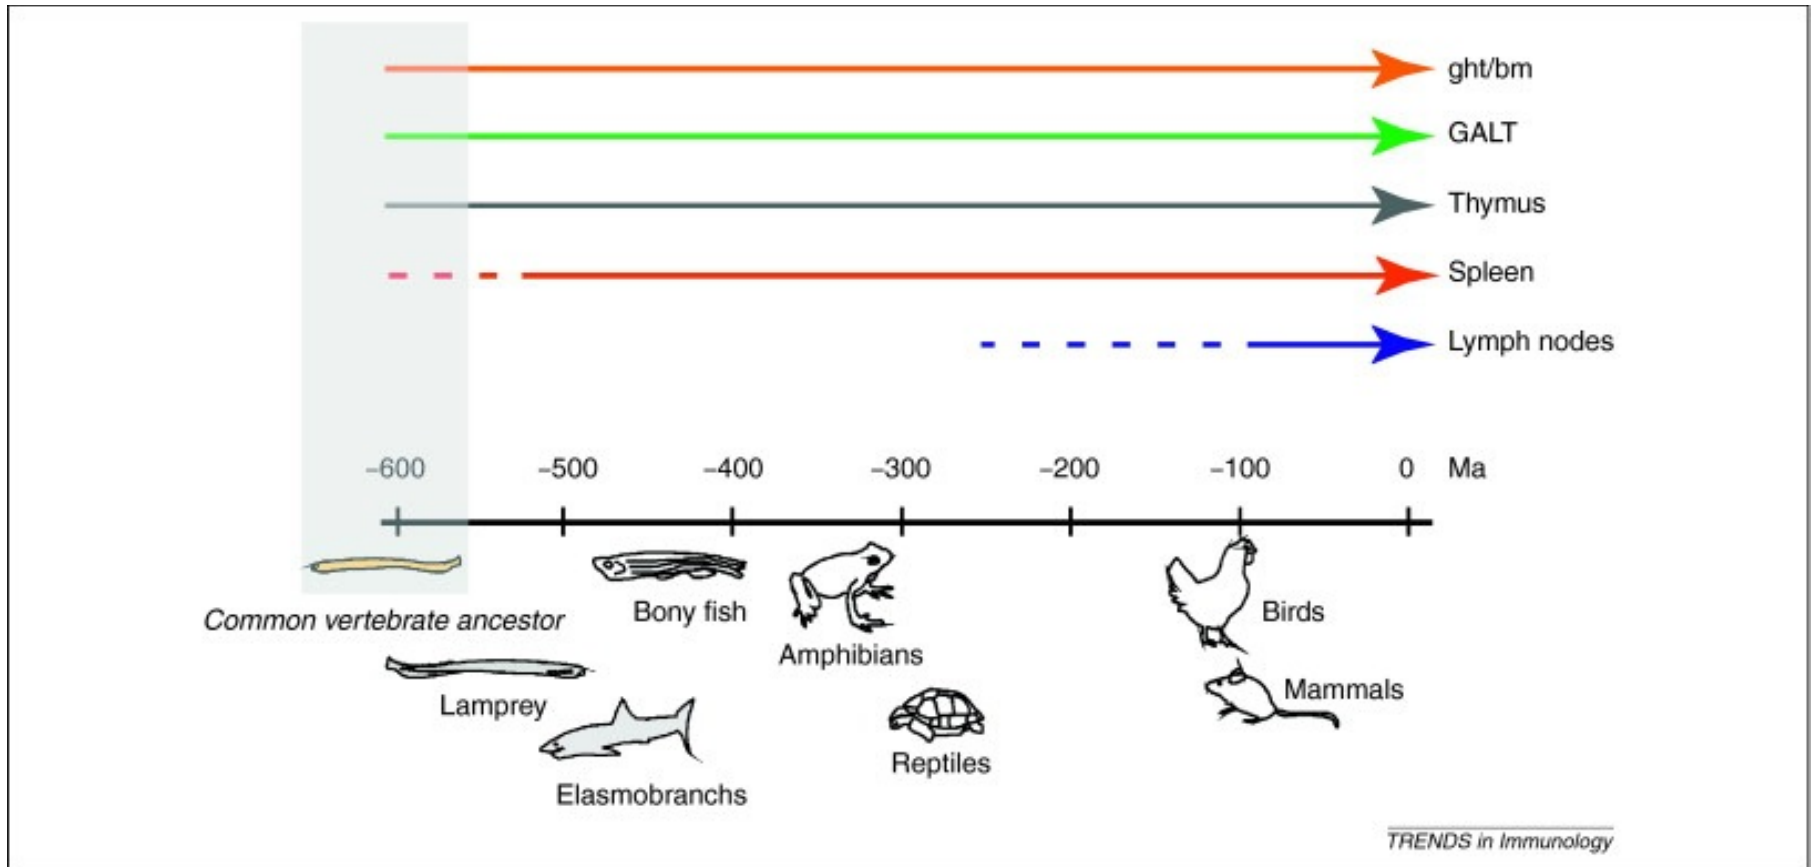 ght/bm
GALT
Thymus
Spleen
Lymph nodes
–600 –500 –400 –300 –200 –100 0 Ma
Common vertebrate ancestor
Bony fish
Birds
Amphibians
Mammals
Lamprey
Reptiles
Elasmobranchs
TRENDS in Immunology